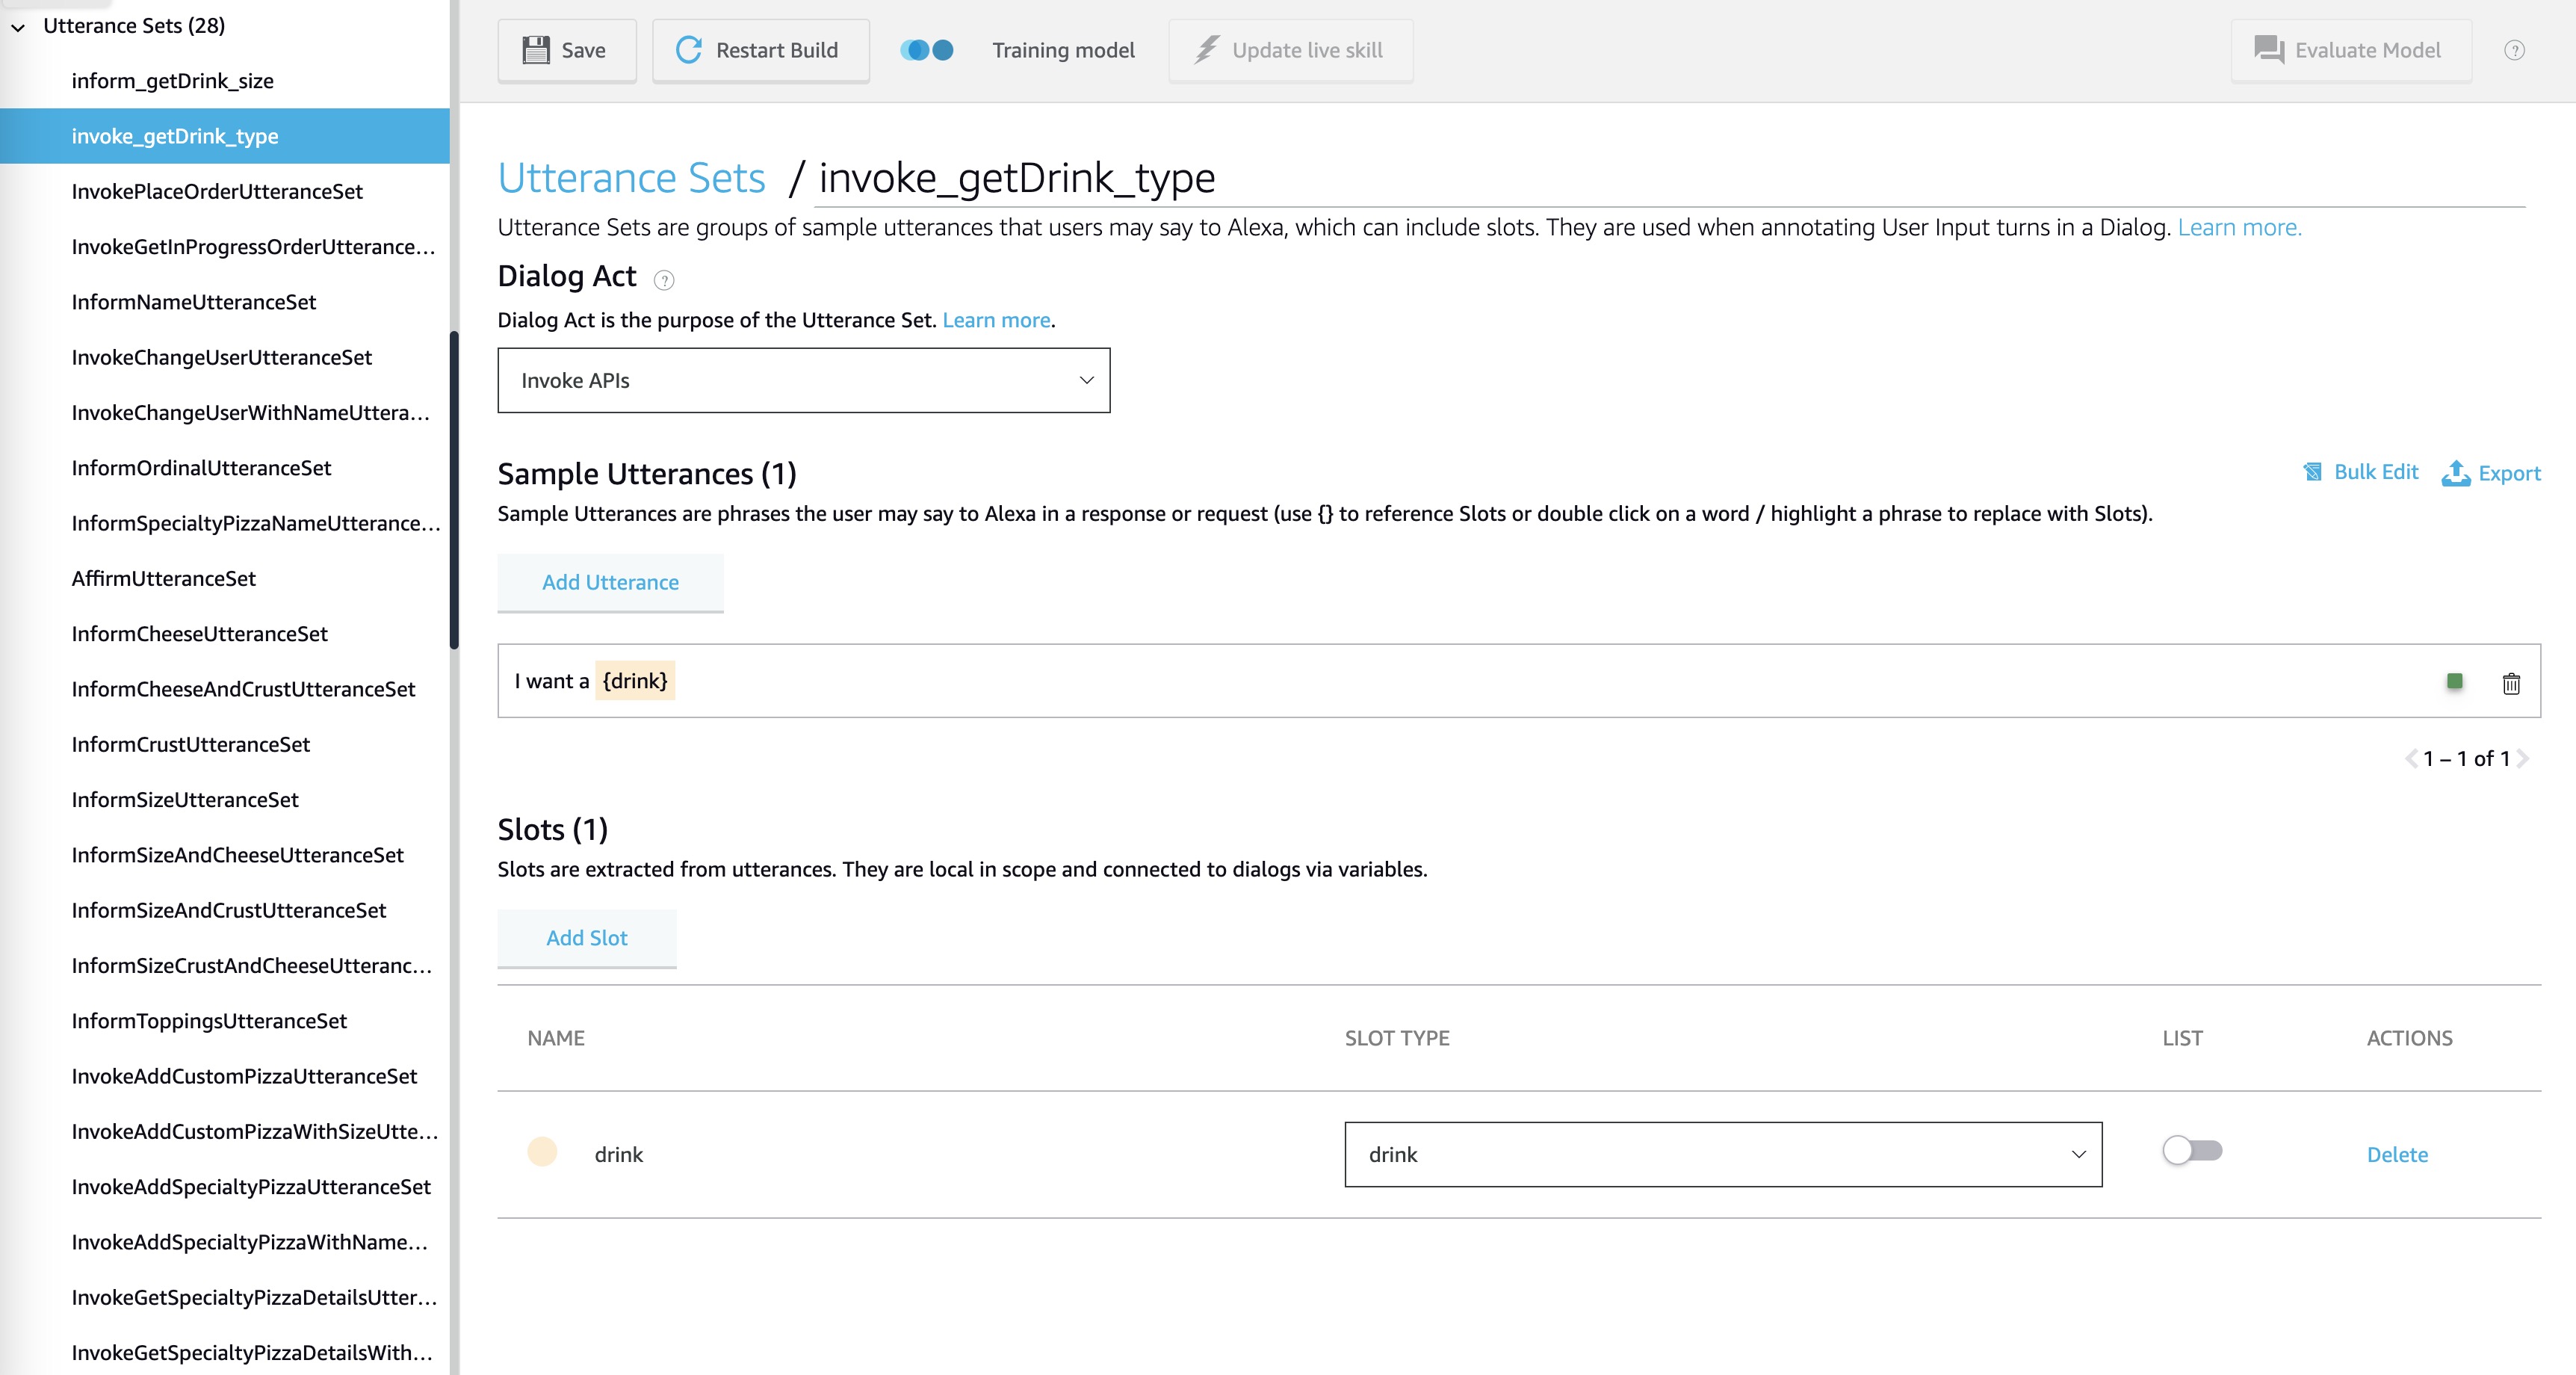 Utterance Sets (28)
inform_getDrink_size
invoke_getDrink_type
InvokePlaceOrderUtteranceSet
InvokeGetInProgressOrderUtterance...
InformNameUtteranceSet
InvokeChangeUserUtteranceSet
InvokeChangeUserWithNameUttera...
InformOrdinalUtteranceSet
InformSpecialtyPizzaNameUtterance...
AffirmUtteranceSet
InformCheeseUtteranceSet
InformCheeseAndCrustUtteranceSet
InformCrustUtteranceSet
InformSizeUtteranceSet
InformSizeAndCheeseUtteranceSet
InformSizeAndCrustUtteranceSet
InformSizeCrustAndCheeseUtteranc...
InformToppingsUtteranceSet
InvokeAddCustomPizzaUtteranceSet
InvokeAddCustomPizzaWithSizeUtte...
InvokeAddSpecialtyPizzaUtteranceSet
InvokeAddSpecialtyPizzaWithName...
InvokeGetSpecialtyPizzaDetailsUtter...
InvokeGetSpecialtyPizzaDetailsWith...
Save Restart Build Training model Update live skill Evaluate Model ?
Utterance Sets / invoke_getDrink_type
Utterance Sets are groups of sample utterances that users may say to Alexa, which can include slots. They are used when annotating User Input turns in a Dialog. Learn more.
Dialog Act ?
Dialog Act is the purpose of the Utterance Set. Learn more.
Invoke APIs
Sample Utterances (1) Bulk Edit Export
Sample Utterances are phrases the user may say to Alexa in a response or request (use {} to reference Slots or double click on a word / highlight a phrase to replace with Slots).
Add Utterance
I want a {drink}
1 – 1 of 1
Slots (1)
Slots are extracted from utterances. They are local in scope and connected to dialogs via variables.
Add Slot
NAME SLOT TYPE LIST ACTIONS
drink drink Delete